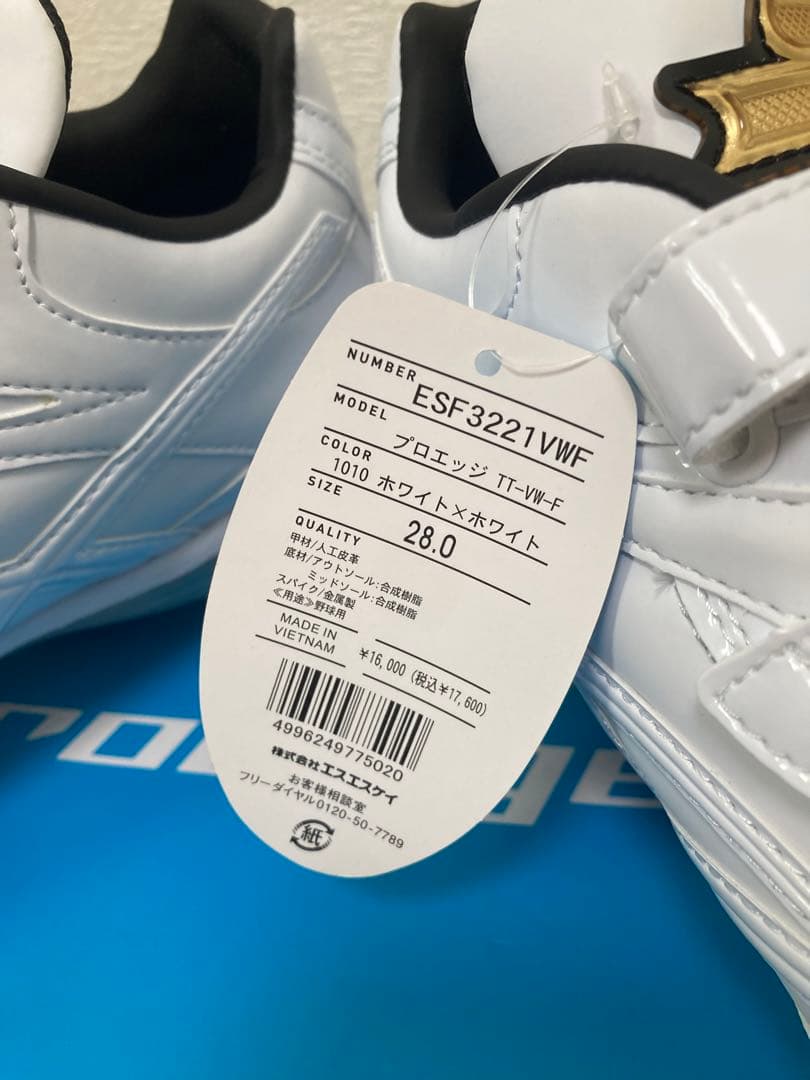 NUMBER ESF3221VWF
MODEL プロエッジ TT-VW-F
COLOR 1010 ホワイト×ホワイト
SIZE 28.0
QUALITY
甲材/人工皮革
底材/アウトソール:合成樹脂
ミッドソール:合成樹脂
スパイク/金属製
≪用途≫野球用
MADE IN
VIETNAM
¥16,000 (税込¥17,600)
4996249775020
株式会社エスエスケイ
お客様相談室
フリーダイヤル0120-50-7789
紙